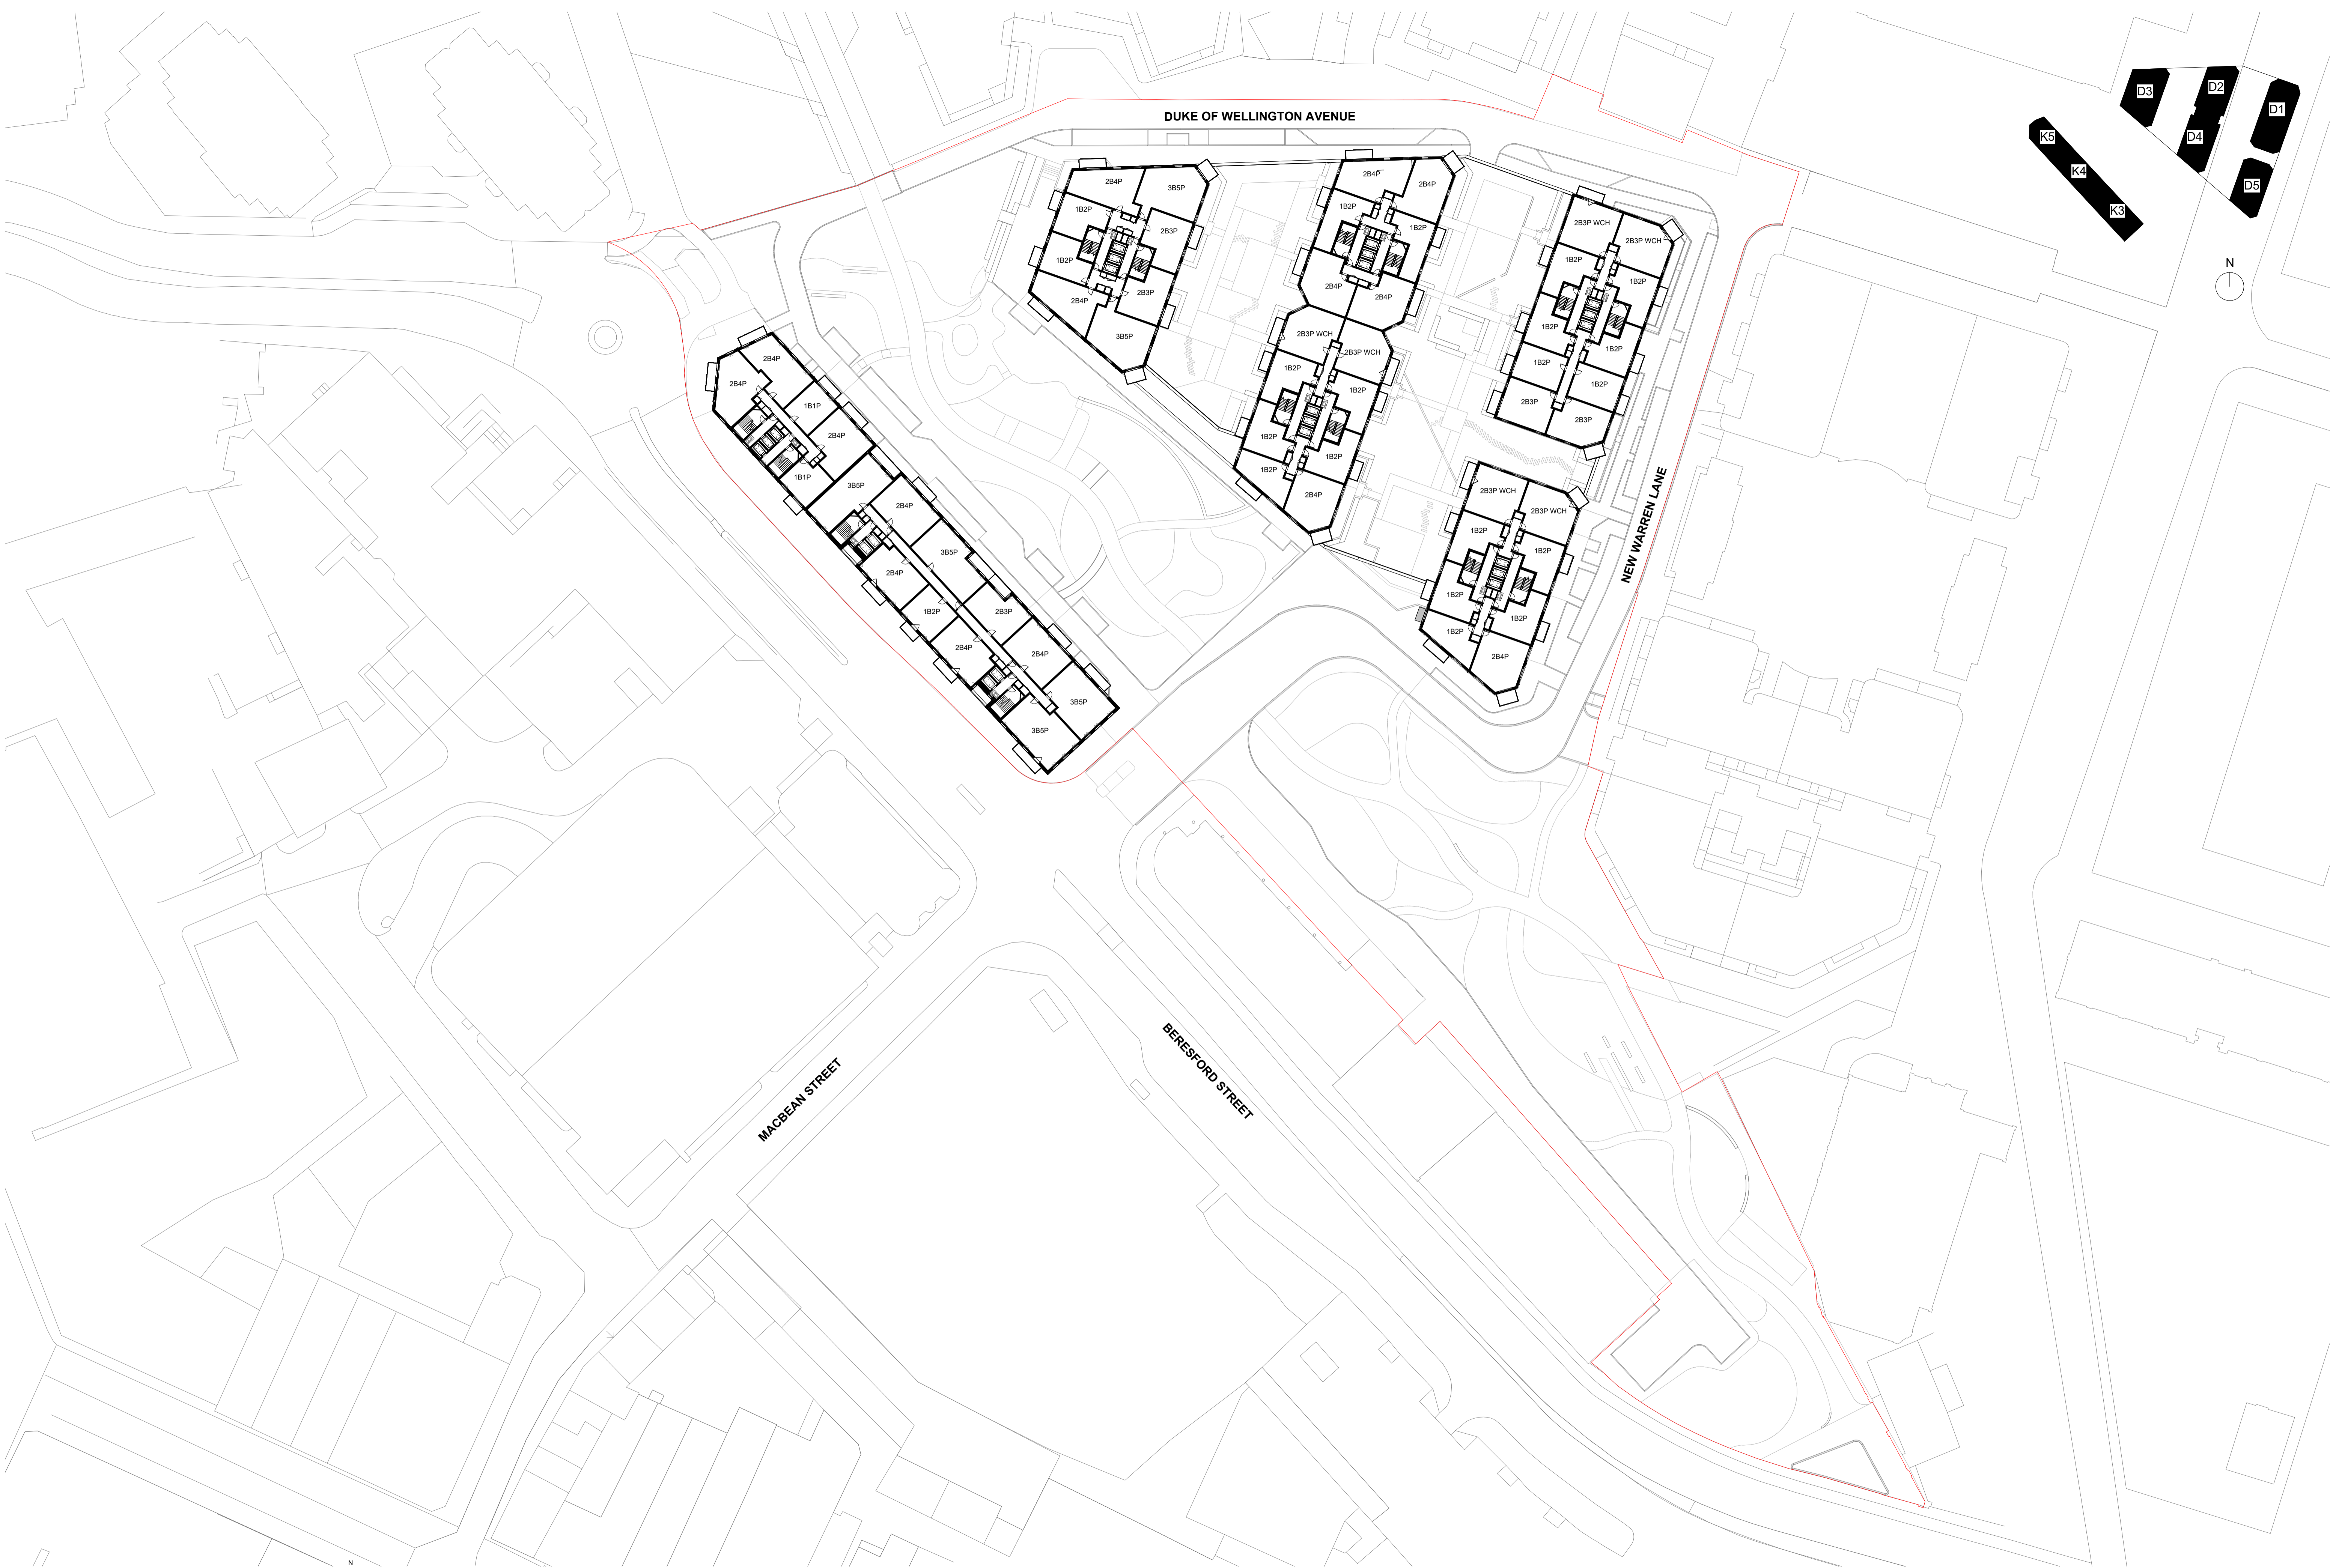 DUKE OF WELLINGTON AVENUE
D3
D2
D1
K5
D4
K4
D5
K3
N
2B4P
3B5P
1B2P
2B3P
1B2P
2B3P
2B4P
3B5P
2B4P
2B4P
1B2P
1B2P
2B4P
2B4P
2B3P WCH
2B3P WCH
1B2P
1B2P
1B2P
1B2P
1B2P
2B4P
2B3P WCH
2B3P WCH
1B2P
1B2P
1B2P
1B2P
1B2P
1B2P
2B3P
2B3P
2B3P WCH
2B3P WCH
1B2P
1B2P
1B2P
1B2P
1B2P
2B4P
2B4P
2B4P
1B1P
2B4P
1B1P
3B5P
2B4P
3B5P
2B4P
1B2P
2B3P
2B4P
2B4P
3B5P
3B5P
NEW WARREN LANE
MACBEAN STREET
BERESFORD STREET
N